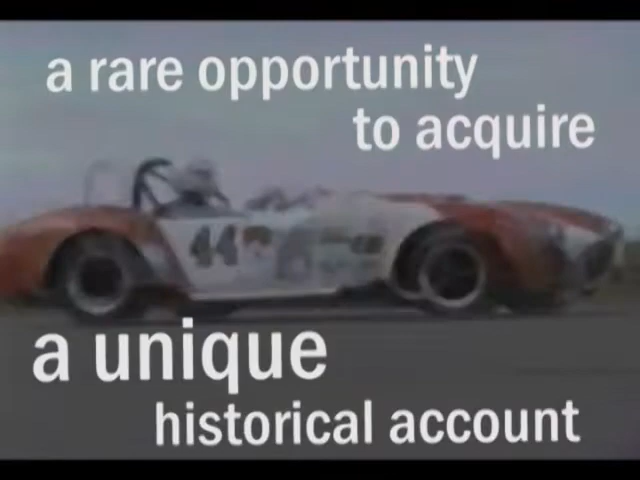 a rare opportunity
to acquire
44
a unique
historical account